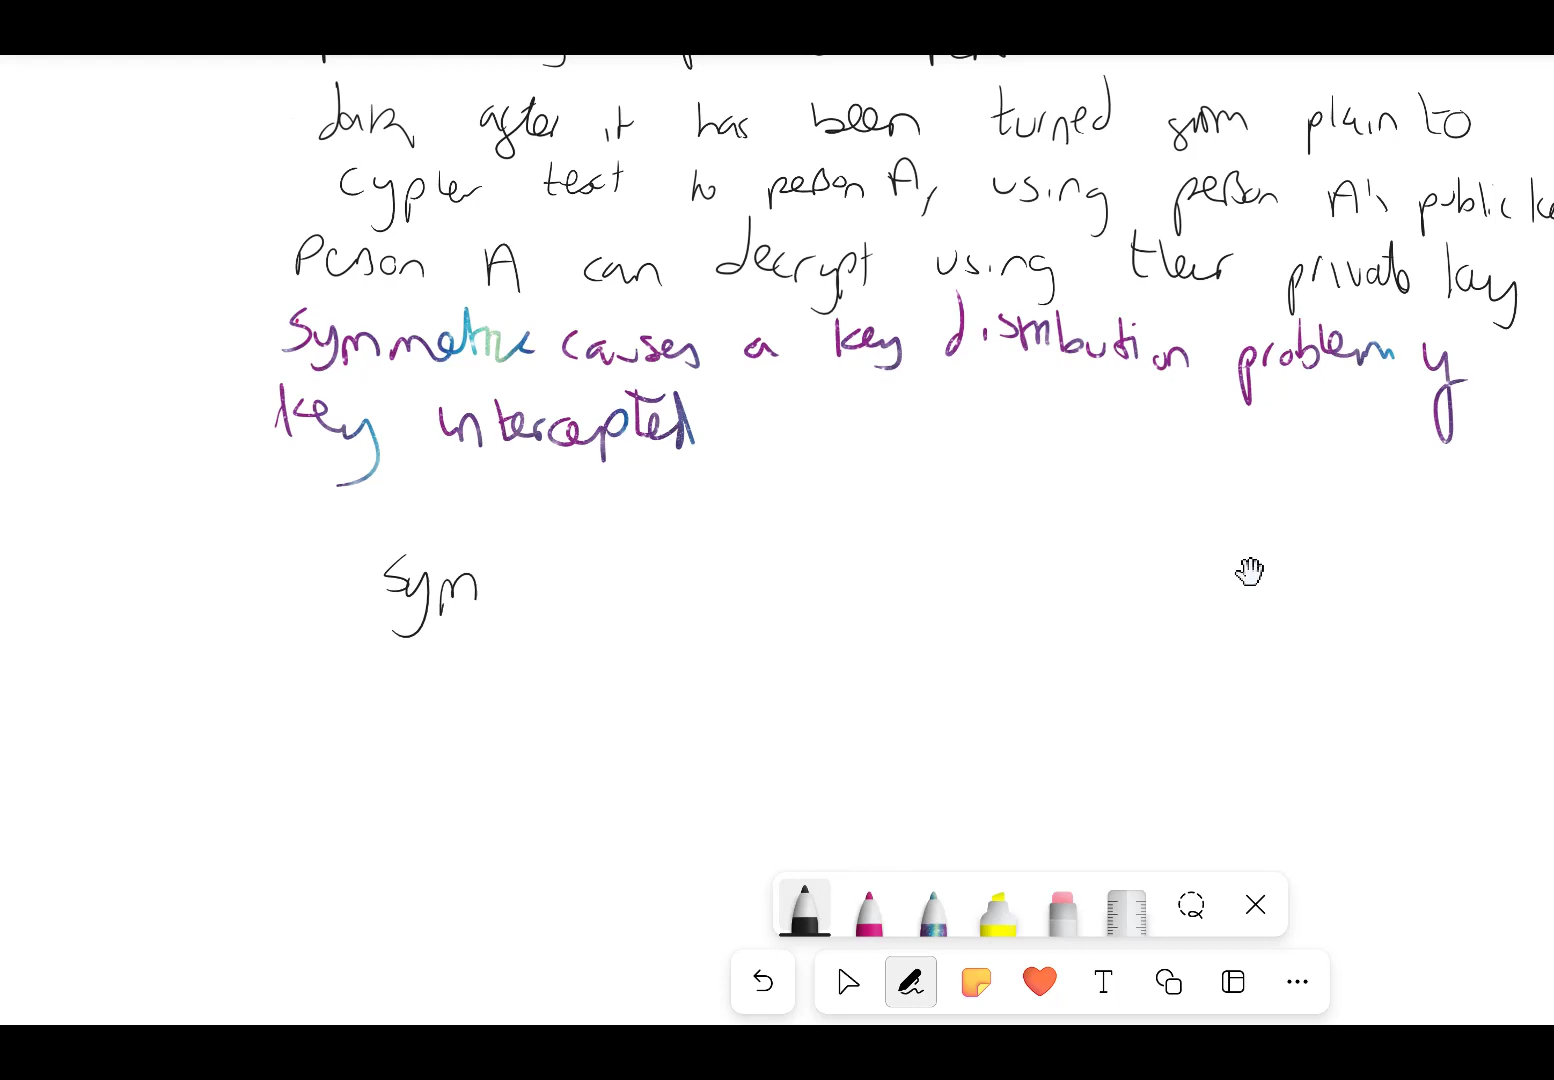 data after it has been turned from plain to
cypher text to person A, using person A's public ke
Person A can decrypt using their private key
Symmetric causes a key distribution problem if
key intercepted
Sym
T